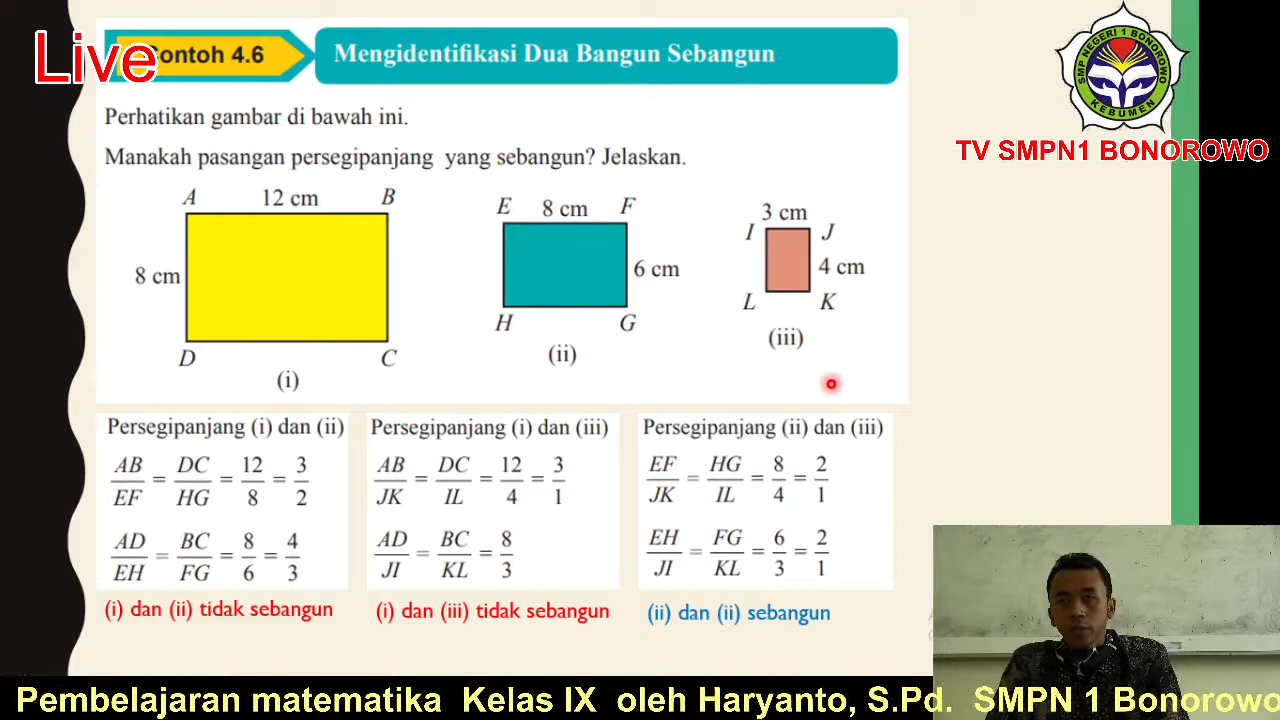 Live
Contoh 4.6
Mengidentifikasi Dua Bangun Sebangun
SMP NEGERI 1 BONOROWO
KEBUMEN
TV SMPN1 BONOROWO
Perhatikan gambar di bawah ini.
Manakah pasangan persegipanjang yang sebangun? Jelaskan.
A 12 cm B
8 cm
D C
(i)
E 8 cm F
6 cm
H G
(ii)
3 cm
I J
4 cm
L K
(iii)
Persegipanjang (i) dan (ii)
AB/EF = DC/HG = 12/8 = 3/2
AD/EH = BC/FG = 8/6 = 4/3
(i) dan (ii) tidak sebangun
Persegipanjang (i) dan (iii)
AB/JK = DC/IL = 12/4 = 3/1
AD/JI = BC/KL = 8/3
(i) dan (iii) tidak sebangun
Persegipanjang (ii) dan (iii)
EF/JK = HG/IL = 8/4 = 2/1
EH/JI = FG/KL = 6/3 = 2/1
(ii) dan (ii) sebangun
Pembelajaran matematika Kelas IX oleh Haryanto, S.Pd. SMPN 1 Bonorowo